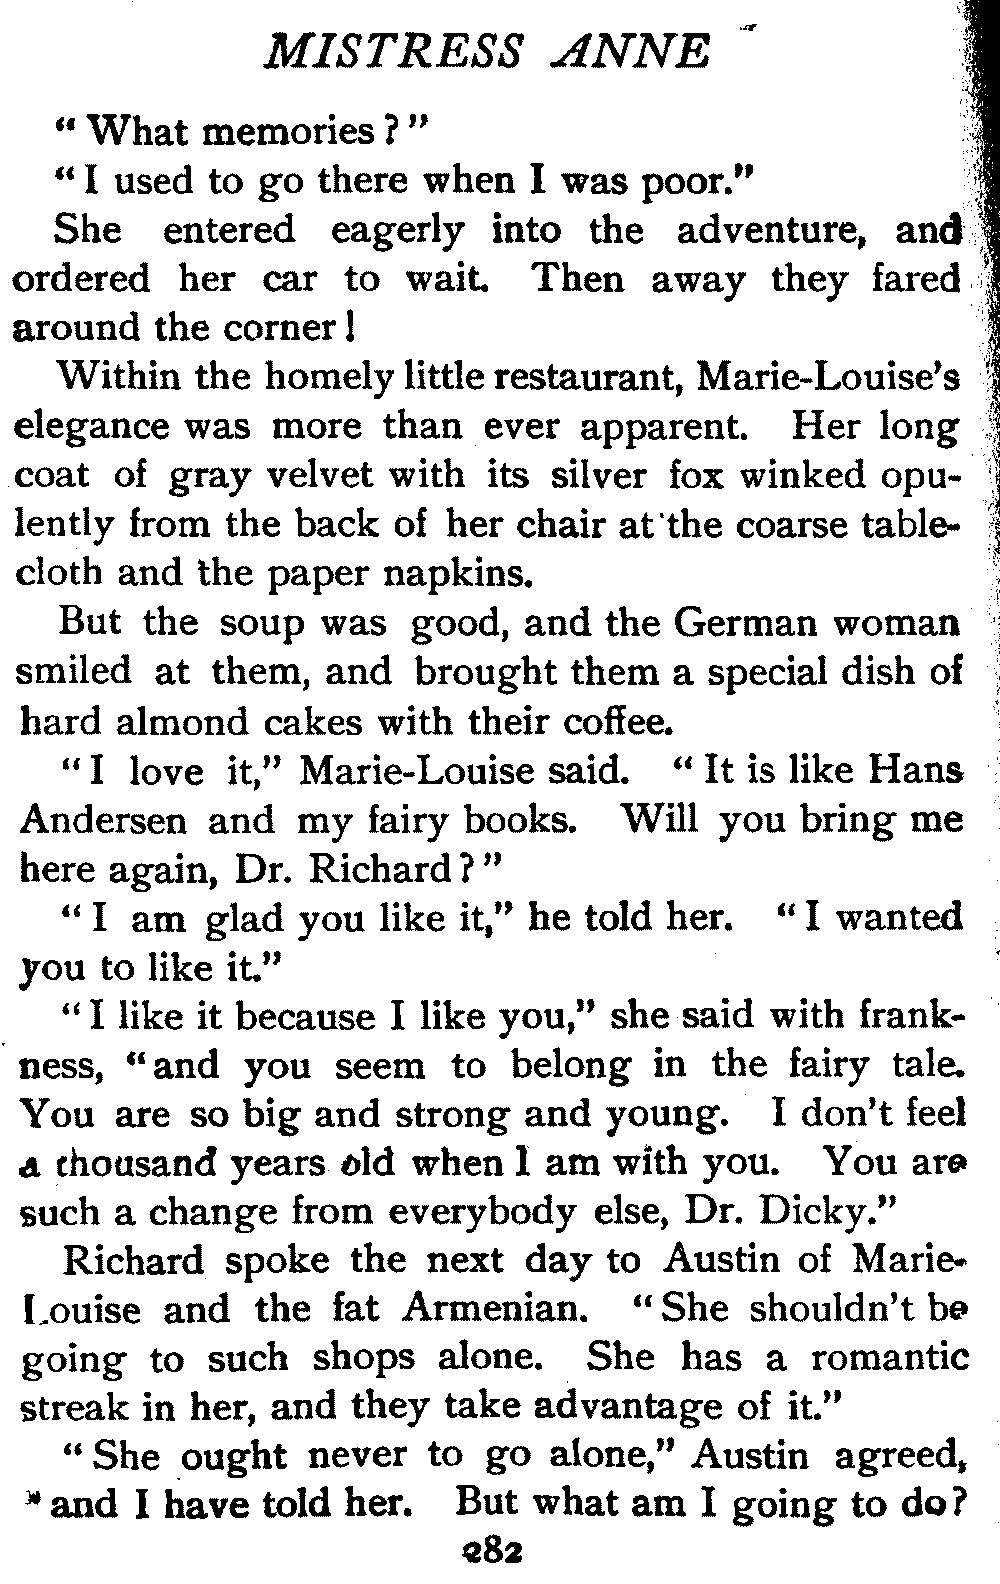 MISTRESS ANNE
“ What memories ? ”
“ I used to go there when I was poor.”
She entered eagerly into the adventure, and
ordered her car to wait. Then away they fared
around the corner !
Within the homely little restaurant, Marie-Louise’s
elegance was more than ever apparent. Her long
coat of gray velvet with its silver fox winked opu-
lently from the back of her chair at the coarse table-
cloth and the paper napkins.
But the soup was good, and the German woman
smiled at them, and brought them a special dish of
hard almond cakes with their coffee.
“ I love it,” Marie-Louise said. “ It is like Hans
Andersen and my fairy books. Will you bring me
here again, Dr. Richard ? ”
“ I am glad you like it,” he told her. “ I wanted
you to like it.”
“ I like it because I like you,” she said with frank-
ness, “ and you seem to belong in the fairy tale.
You are so big and strong and young. I don’t feel
a thousand years old when I am with you. You are
such a change from everybody else, Dr. Dicky.”
Richard spoke the next day to Austin of Marie-
Louise and the fat Armenian. “ She shouldn’t be
going to such shops alone. She has a romantic
streak in her, and they take advantage of it.”
“ She ought never to go alone,” Austin agreed,
“ and I have told her. But what am I going to do ?
282